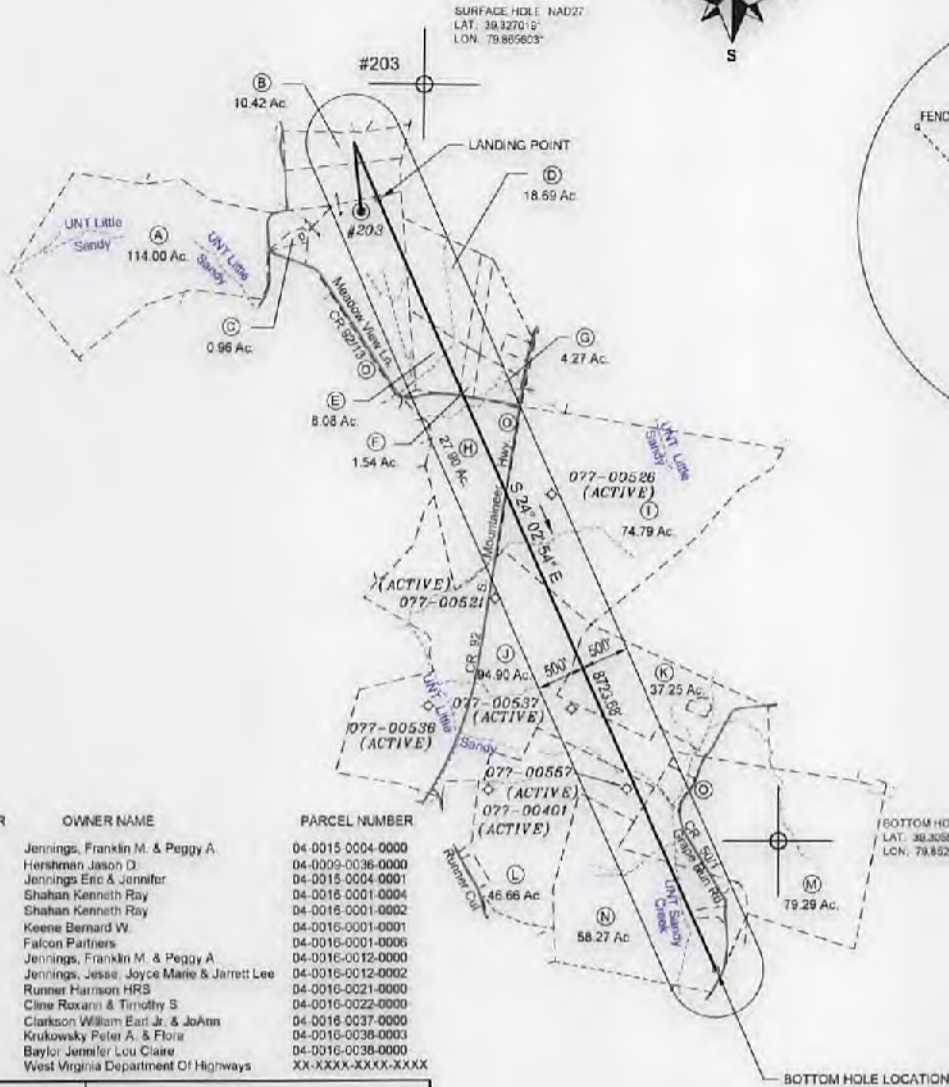 SURFACE HOLE NAD27
LAT. 39.327019°
LON. 79.865603°
S
#203
B
10.42 Ac.
FENC
LANDING POINT
D
18.69 Ac.
UNT Little
Sandy
A
114.00 Ac.
UNT Little
Sandy
#203
C
0.96 Ac.
Meadow View Ln.
CR 92/13
O
G
4.27 Ac.
E
8.08 Ac.
F
1.54 Ac.
H
27.90 Ac.
O
UNT Little
Sandy
077-00526
(ACTIVE)
I
74.79 Ac.
S. Mountaineer Hwy.
S 24° 02' 54" E
(ACTIVE)
077-00521
CR 92
J
94.90 Ac.
500'
500'
8723.68'
K
37.25 Ac.
UNT Little
Sandy
077-00537
(ACTIVE)
077-00536
(ACTIVE)
077-00557
(ACTIVE)
077-00401
(ACTIVE)
O
CR 50/1
BOTTOM HO
LAT. 39.305
LON. 79.852
Runner Cut
L
46.66 Ac.
UNT Sandy
Creek
M
79.29 Ac.
N
58.27 Ac.
BOTTOM HOLE LOCATION
R OWNER NAME PARCEL NUMBER
Jennings, Franklin M. & Peggy A. 04-0015-0004-0000
Hershman Jason D. 04-0009-0036-0000
Jennings Eric & Jennifer 04-0015-0004-0001
Shahan Kenneth Ray 04-0016-0001-0004
Shahan Kenneth Ray 04-0016-0001-0002
Keene Bernard W. 04-0016-0001-0001
Falcon Partners 04-0016-0001-0006
Jennings, Franklin M. & Peggy A. 04-0016-0012-0000
Jennings, Jesse, Joyce Marie & Jarrett Lee 04-0016-0012-0002
Runner Harrison HRS 04-0016-0021-0000
Cline Roxann & Timothy S 04-0016-0022-0000
Clarkson William Earl Jr. & JoAnn 04-0016-0037-0000
Krukowsky Peter A. & Flora 04-0016-0038-0003
Baylor Jennifer Lou Claire 04-0016-0038-0000
West Virginia Department Of Highways XX-XXXX-XXXX-XXXX